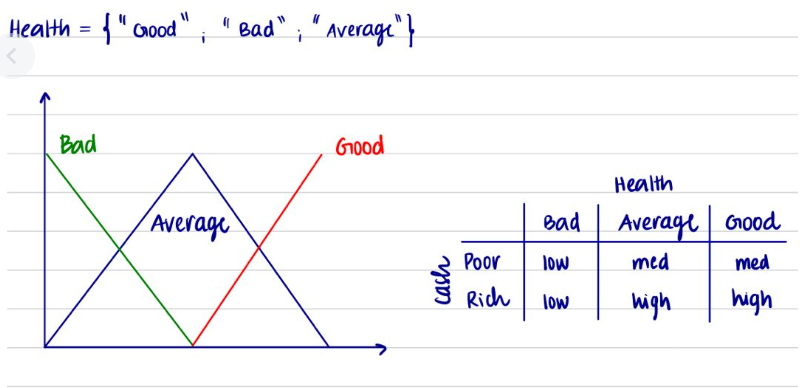 Health = { "Good" ; "Bad" ; "Average" }
Bad
Good
Average
Health
Bad Average Good
cash
Poor low med med
Rich low high high